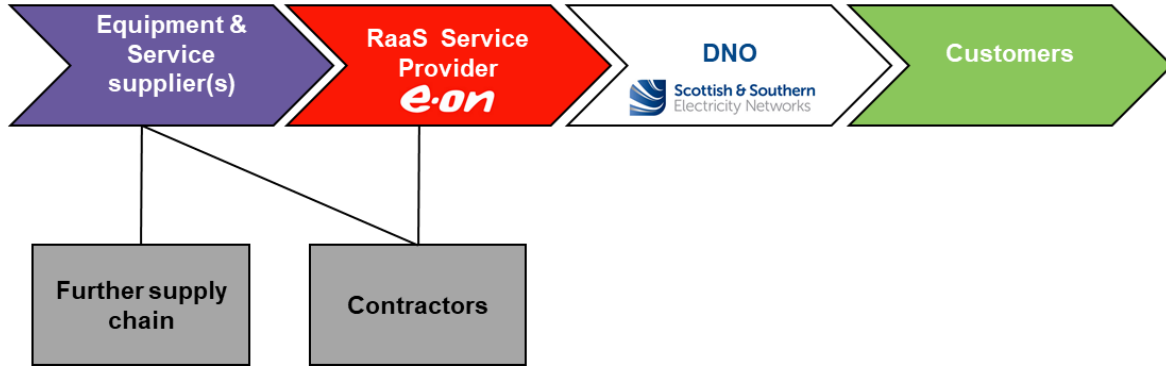 Equipment &
Service
supplier(s)
RaaS Service
Provider
e·on
DNO
Scottish & Southern
Electricity Networks
Customers
Further supply
chain
Contractors